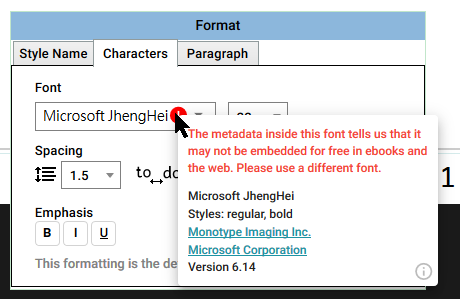 Format
Style Name Characters Paragraph
Font
Microsoft JhengHei
The metadata inside this font tells us that it
may not be embedded for free in ebooks and
the web. Please use a different font.
Spacing
1.5 to
Microsoft JhengHei
Styles: regular, bold
Monotype Imaging Inc.
Microsoft Corporation
Version 6.14
Emphasis
B I U
This formatting is the
1